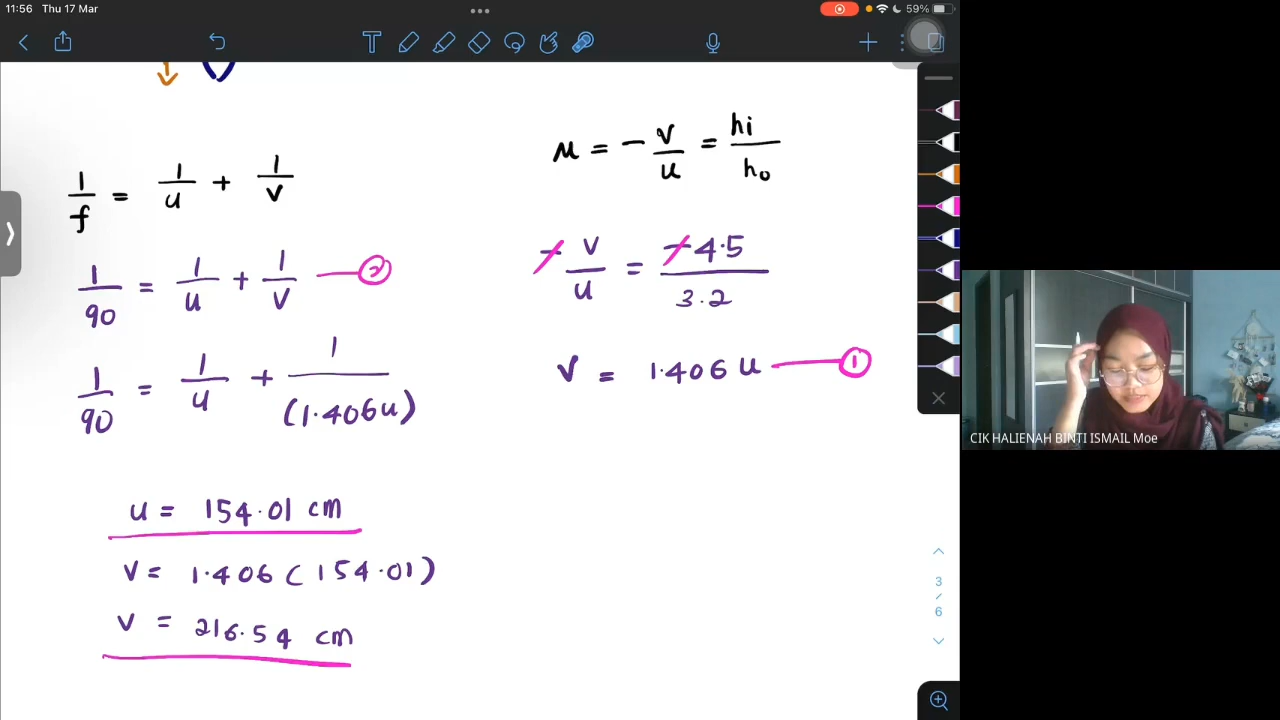 11:56 Thu 17 Mar
59%
1/f = 1/u + 1/v
1/90 = 1/u + 1/v — ②
1/90 = 1/u + 1/(1.406u)
u = 154.01 cm
v = 1.406 (154.01)
v = 216.54 cm
M = - v/u = hi/ho
- v/u = -4.5/3.2
v = 1.406 u — ①
3
/
6
CIK HALIENAH BINTI ISMAIL Moe